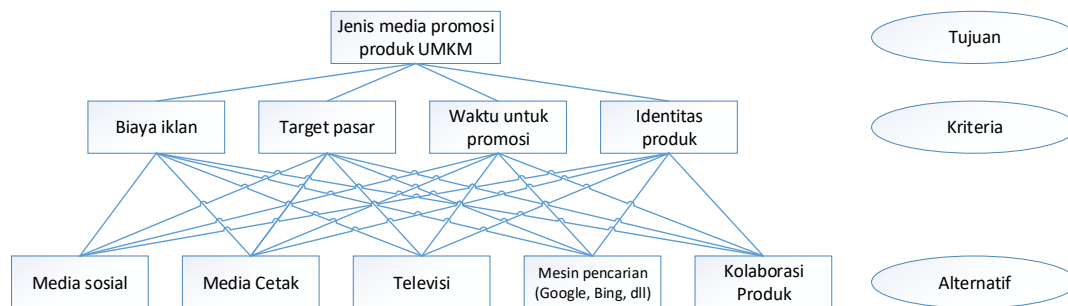 Jenis media promosi
produk UMKM
Tujuan
Biaya iklan
Target pasar
Waktu untuk
promosi
Identitas
produk
Kriteria
Media sosial
Media Cetak
Televisi
Mesin pencarian
(Google, Bing, dll)
Kolaborasi
Produk
Alternatif